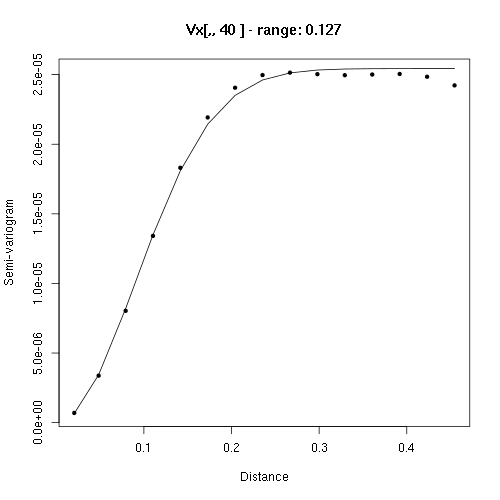 Vx[,, 40 ] - range: 0.127
Semi-variogram
2.5e-05
2.0e-05
1.5e-05
1.0e-05
5.0e-06
0.0e+00
0.1 0.2 0.3 0.4
Distance